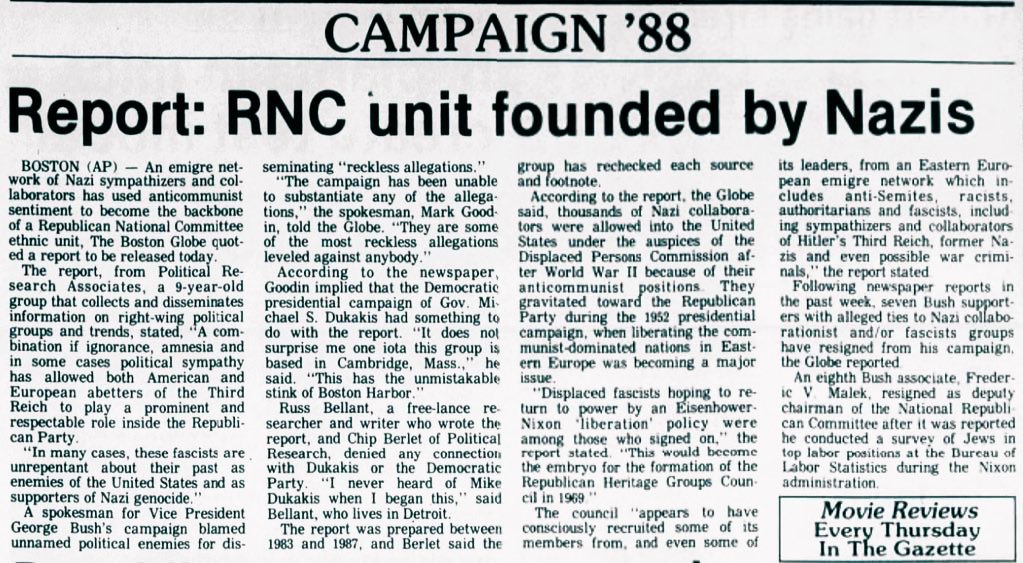 CAMPAIGN '88
Report: RNC unit founded by Nazis
BOSTON (AP) — An emigre net-
work of Nazi sympathizers and col-
laborators has used anticommunist
sentiment to become the backbone
of a Republican National Committee
ethnic unit, The Boston Globe quot-
ed a report to be released today.
The report, from Political Re-
search Associates, a 9-year-old
group that collects and disseminates
information on right-wing political
groups and trends, stated, "A com-
bination if ignorance, amnesia and
in some cases political sympathy
has allowed both American and
European abetters of the Third
Reich to play a prominent and
respectable role inside the Republi-
can Party.
"In many cases, these fascists are
unrepentant about their past as
enemies of the United States and as
supporters of Nazi genocide."
A spokesman for Vice President
George Bush's campaign blamed
unnamed political enemies for dis-
seminating "reckless allegations."
"The campaign has been unable
to substantiate any of the allega-
tions," the spokesman, Mark Good-
in, told the Globe. "They are some
of the most reckless allegations
leveled against anybody."
According to the newspaper,
Goodin implied that the Democratic
presidential campaign of Gov. Mi-
chael S. Dukakis had something to
do with the report. "It does not
surprise me one iota this group is
based in Cambridge, Mass.," he
said. "This has the unmistakable
stink of Boston Harbor."
Russ Bellant, a free-lance re-
searcher and writer who wrote the
report, and Chip Berlet of Political
Research, denied any connection
with Dukakis or the Democratic
Party. "I never heard of Mike
Dukakis when I began this," said
Bellant, who lives in Detroit.
The report was prepared between
1983 and 1987, and Berlet said the
group has rechecked each source
and footnote.
According to the report, the Globe
said, thousands of Nazi collabora-
tors were allowed into the United
States under the auspices of the
Displaced Persons Commission af-
ter World War II because of their
anticommunist positions. They
gravitated toward the Republican
Party during the 1952 presidential
campaign, when liberating the com-
munist-dominated nations in East-
ern Europe was becoming a major
issue.
"Displaced fascists hoping to re-
turn to power by an Eisenhower-
Nixon 'liberation' policy were
among those who signed on," the
report stated. "This would become
the embryo for the formation of the
Republican Heritage Groups Coun-
cil in 1969."
The council "appears to have
consciously recruited some of its
members from, and even some of
its leaders, from an Eastern Euro-
pean emigre network which in-
cludes anti-Semites, racists,
authoritarians and fascists, includ-
ing sympathizers and collaborators
of Hitler's Third Reich, former Na-
zis and even possible war crimi-
nals," the report stated.
Following newspaper reports in
the past week, seven Bush support-
ers with alleged ties to Nazi collabo-
rationist and/or fascists groups
have resigned from his campaign,
the Globe reported.
An eighth Bush associate, Freder-
ic V. Malek, resigned as deputy
chairman of the National Republi-
can Committee after it was reported
he conducted a survey of Jews in
top labor positions at the Bureau of
Labor Statistics during the Nixon
administration.
Movie Reviews
Every Thursday
In The Gazette